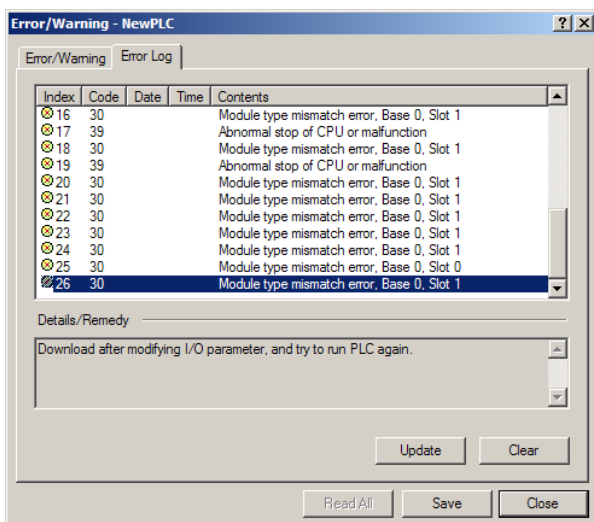 Error/Warning - NewPLC
Error/Warning Error Log
Index Code Date Time Contents
16 30 Module type mismatch error, Base 0, Slot 1
17 39 Abnormal stop of CPU or malfunction
18 30 Module type mismatch error, Base 0, Slot 1
19 39 Abnormal stop of CPU or malfunction
20 30 Module type mismatch error, Base 0, Slot 1
21 30 Module type mismatch error, Base 0, Slot 1
22 30 Module type mismatch error, Base 0, Slot 1
23 30 Module type mismatch error, Base 0, Slot 1
24 30 Module type mismatch error, Base 0, Slot 1
25 30 Module type mismatch error, Base 0, Slot 0
26 30 Module type mismatch error, Base 0, Slot 1
Details/Remedy
Download after modifying I/O parameter, and try to run PLC again.
Update Clear
Read All Save Close